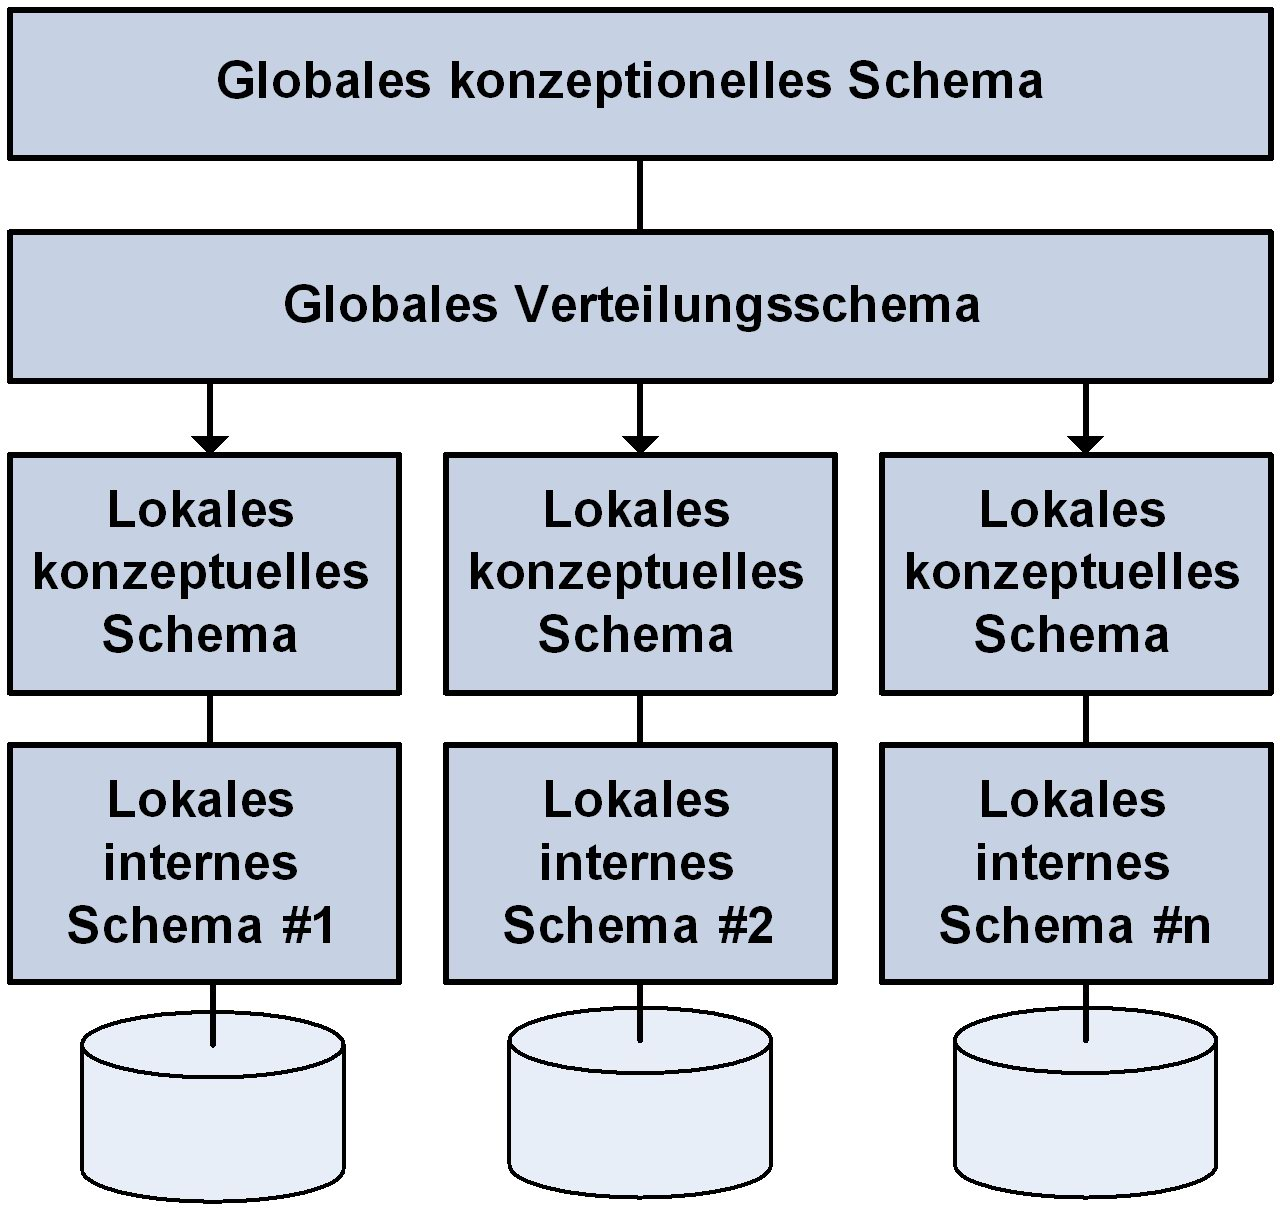 Globales konzeptionelles Schema
Globales Verteilungsschema
Lokales
konzeptuelles
Schema
Lokales
konzeptuelles
Schema
Lokales
konzeptuelles
Schema
Lokales
internes
Schema #1
Lokales
internes
Schema #2
Lokales
internes
Schema #n